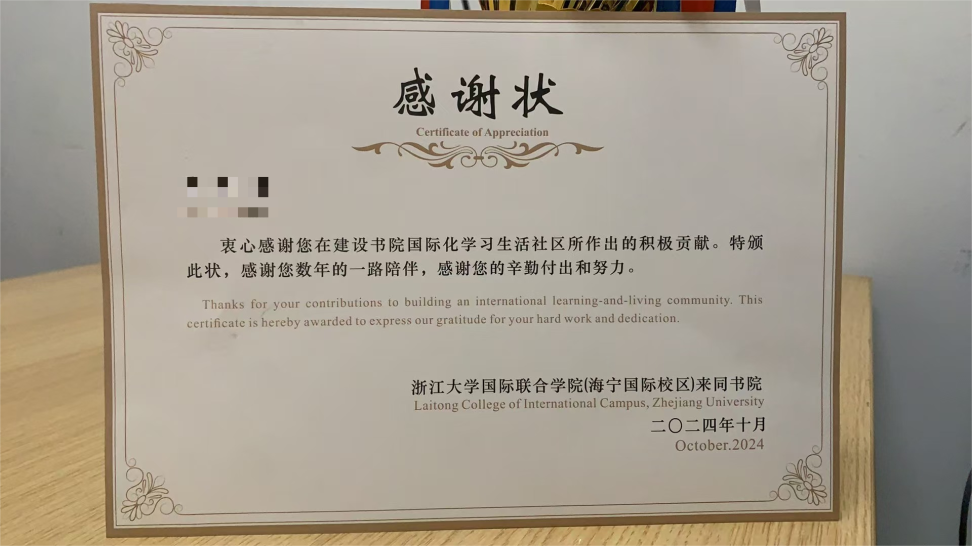 感谢状
Certificate of Appreciation
衷心感谢您在建设书院国际化学习生活社区所作出的积极贡献。特颁
此状，感谢您数年的一路陪伴，感谢您的辛勤付出和努力。
Thanks for your contributions to building an international learning-and-living community. This
certificate is hereby awarded to express our gratitude for your hard work and dedication.
浙江大学国际联合学院(海宁国际校区)来同书院
Laitong College of International Campus, Zhejiang University
二〇二四年十月
October.2024